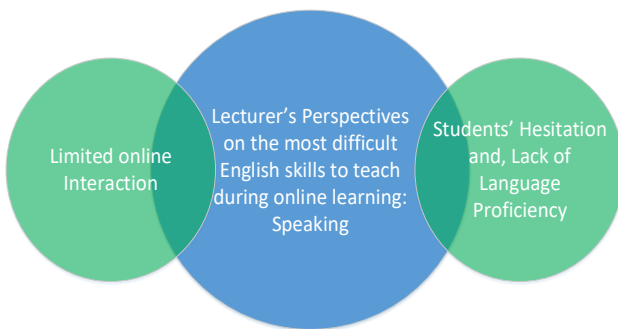 Limited online
Interaction
Lecturer's Perspectives
on the most difficult
English skills to teach
during online learning:
Speaking
Students' Hesitation
and, Lack of
Language
Proficiency